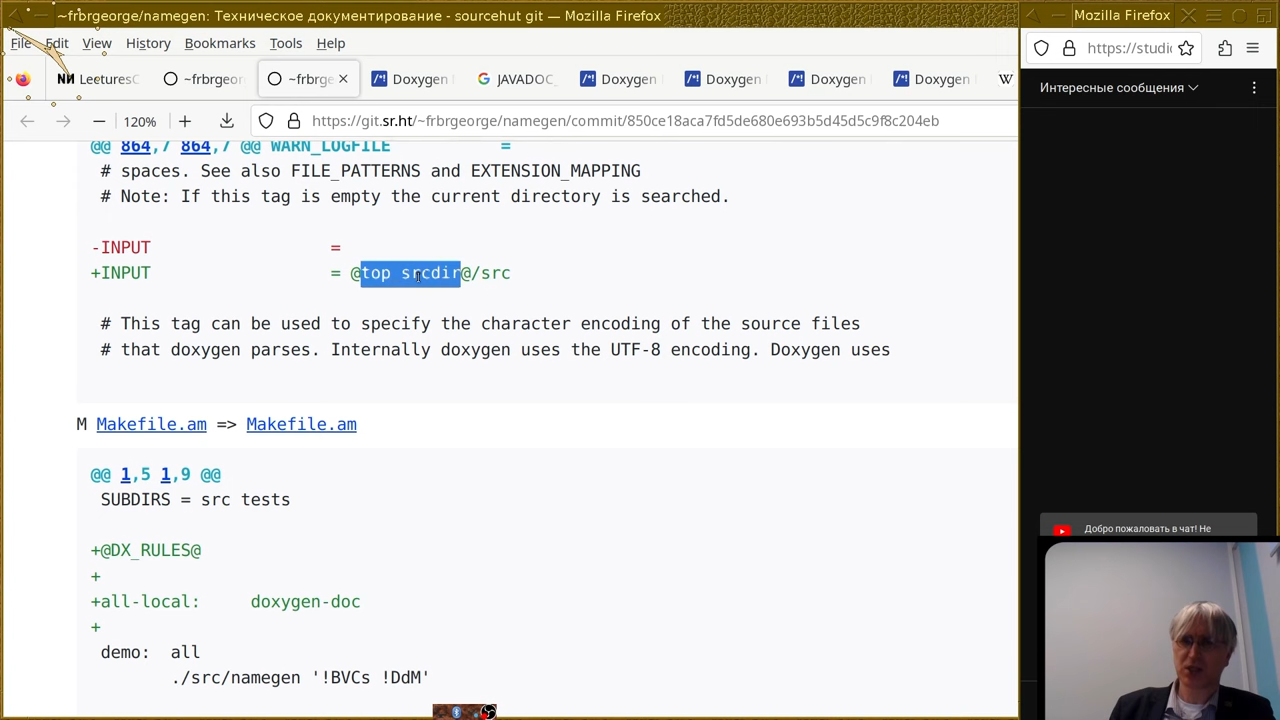 ~frbrgeorge/namegen: Техническое документирование - sourcehut git — Mozilla Firefox
File Edit View History Bookmarks Tools Help
LeeturesC ~frbrgeor ~frbrge Doxygen JAVADOC_ Doxygen Doxygen Doxygen Doxygen
120% https://git.sr.ht/~frbrgeorge/namegen/commit/850ce18aca7fd5de680e693b5d45d5c9f8c204eb
@@ 864,7 864,7 @@ WARN_LOGFILE =
# spaces. See also FILE_PATTERNS and EXTENSION_MAPPING
# Note: If this tag is empty the current directory is searched.
-INPUT =
+INPUT = @top srcdir@/src
# This tag can be used to specify the character encoding of the source files
# that doxygen parses. Internally doxygen uses the UTF-8 encoding. Doxygen uses
M Makefile.am => Makefile.am
@@ 1,5 1,9 @@
SUBDIRS = src tests
+@DX_RULES@
+
+all-local: doxygen-doc
+
demo: all
./src/namegen '!BVCs !DdM'
Mozilla Firefox
https://studi
Интересные сообщения
Добро пожаловать в чат! Не